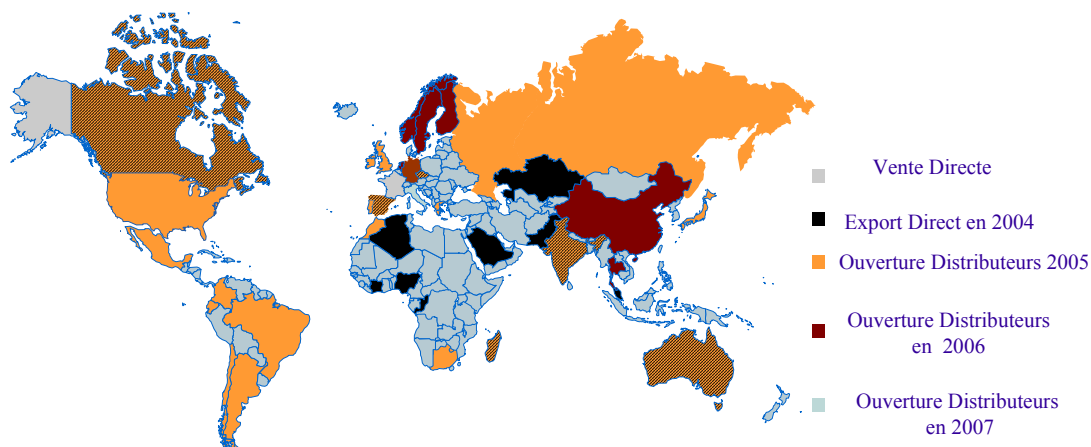 Vente Directe
Export Direct en 2004
Ouverture Distributeurs 2005
Ouverture Distributeurs
en 2006
Ouverture Distributeurs
en 2007